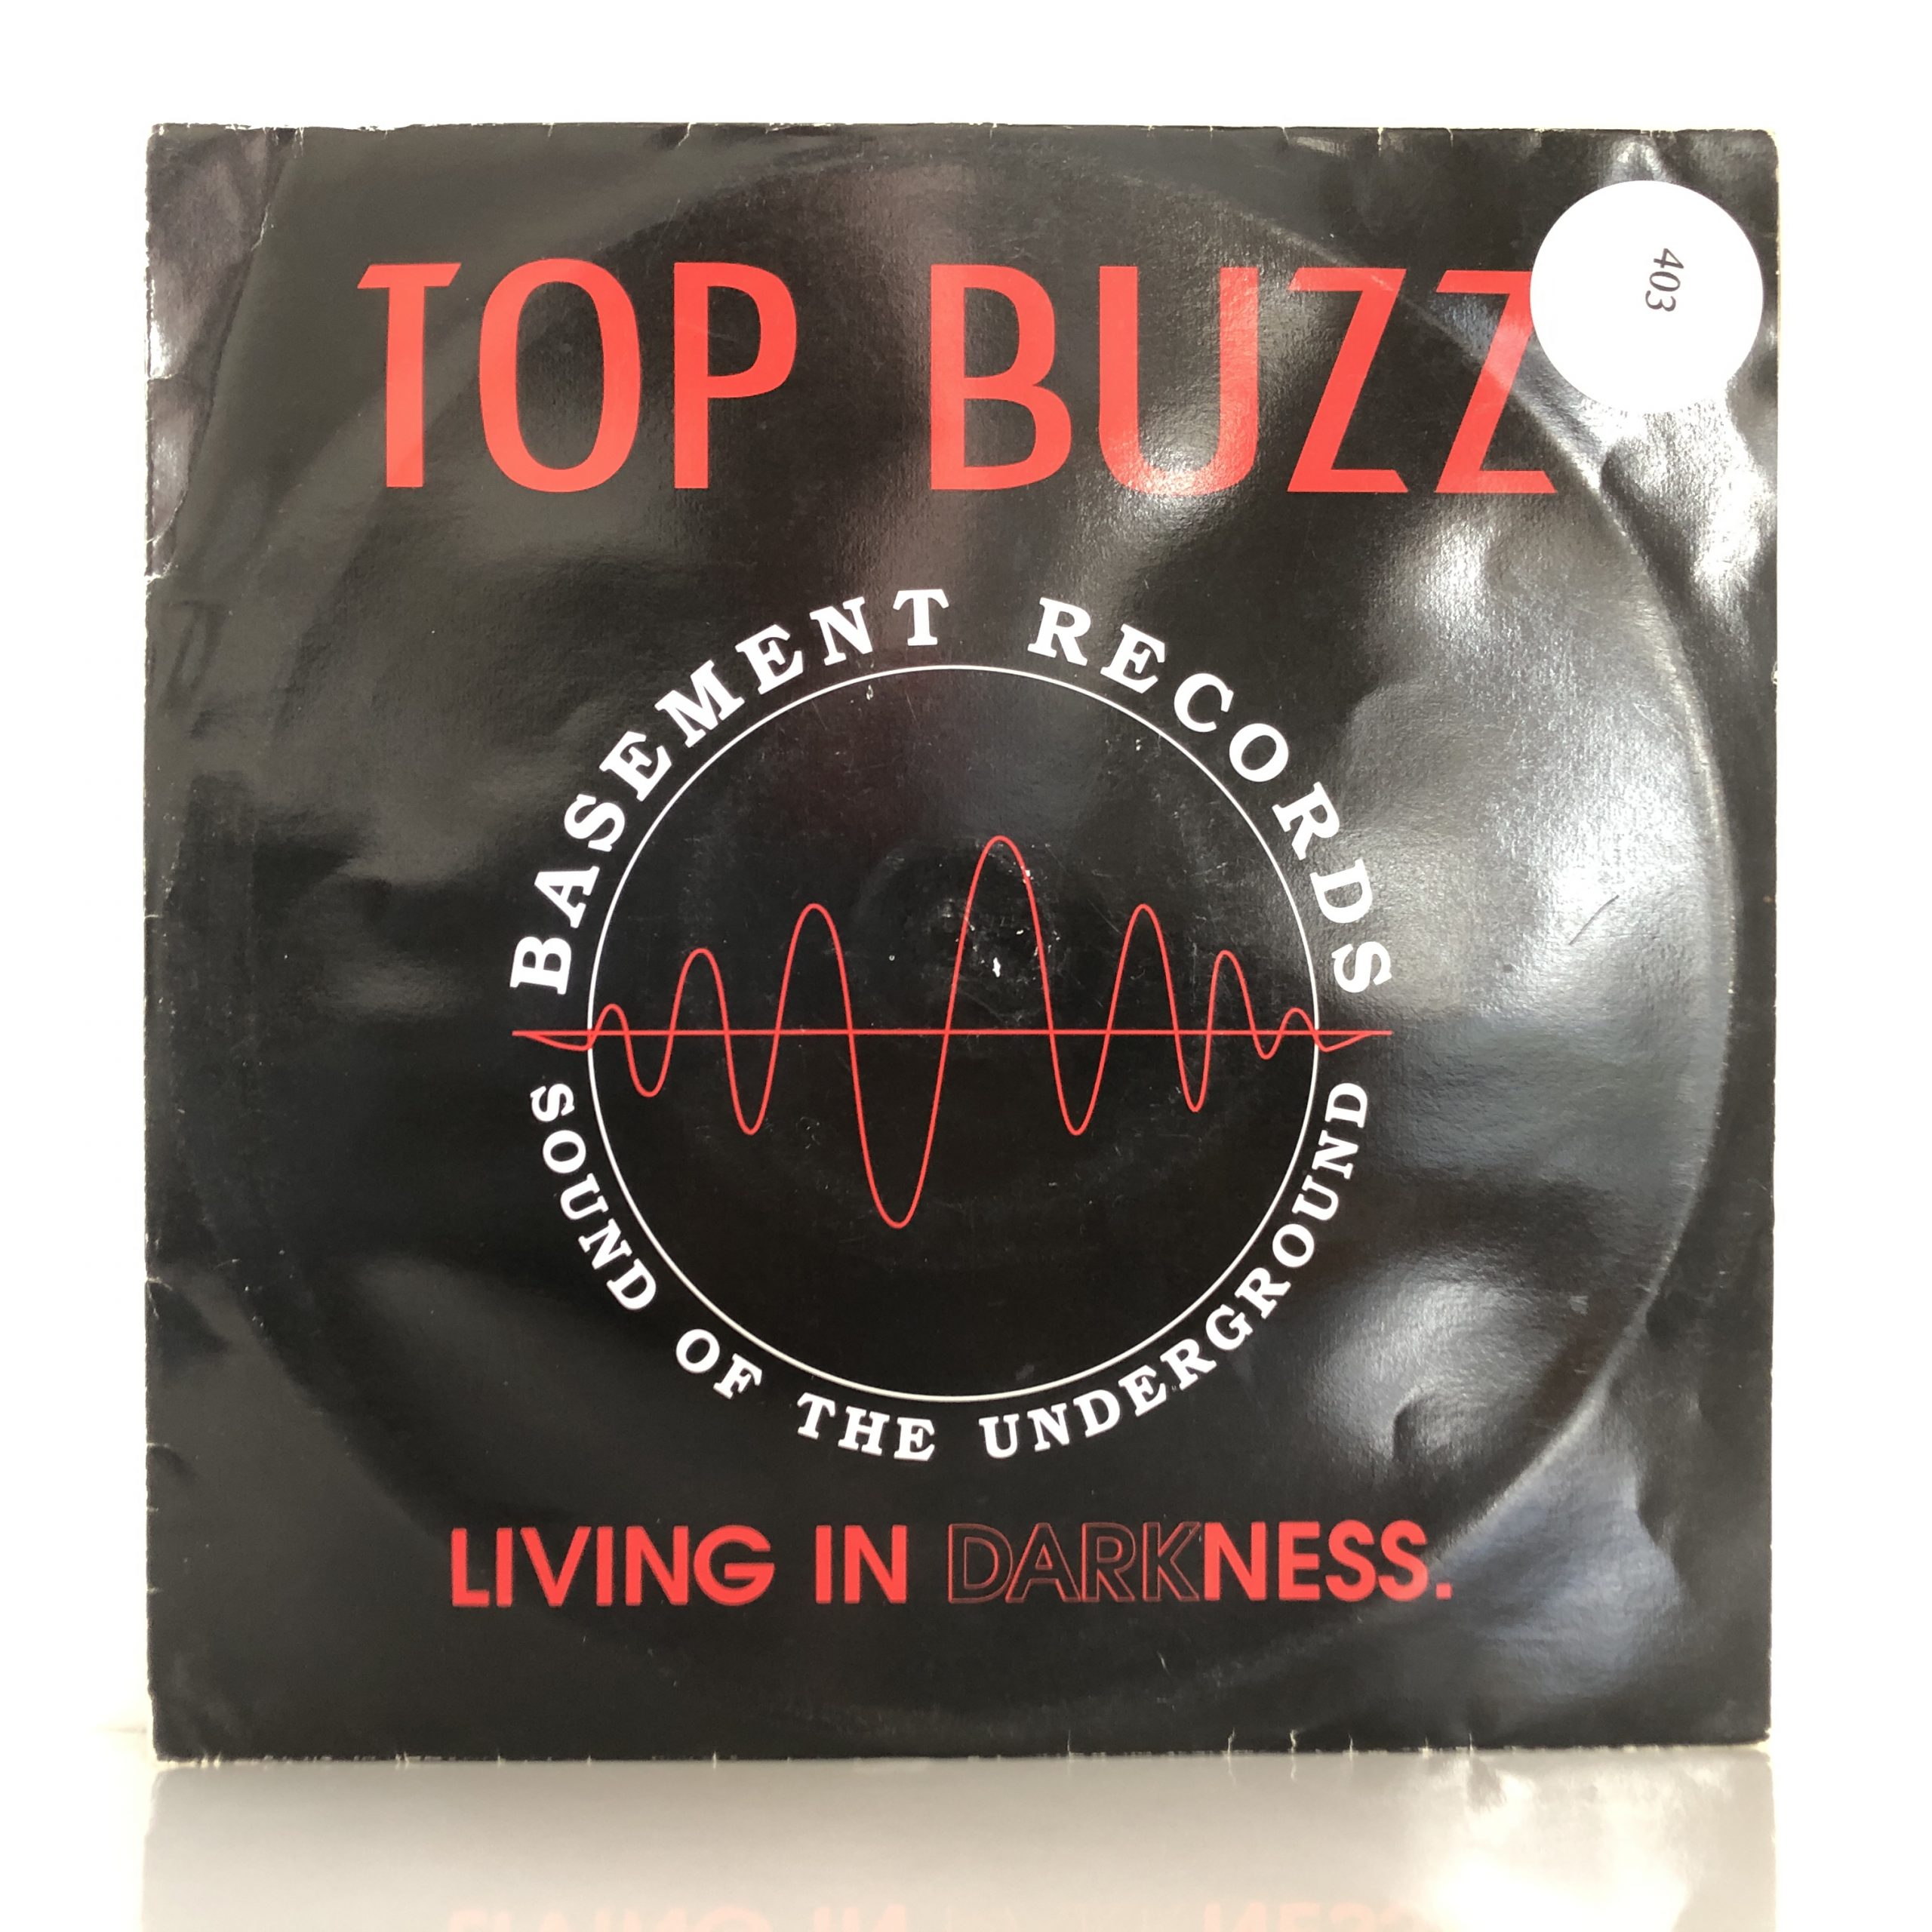 TOP BUZZ
403
BASEMENT RECORDS
SOUND OF THE UNDERGROUND
LIVING IN DARKNESS.